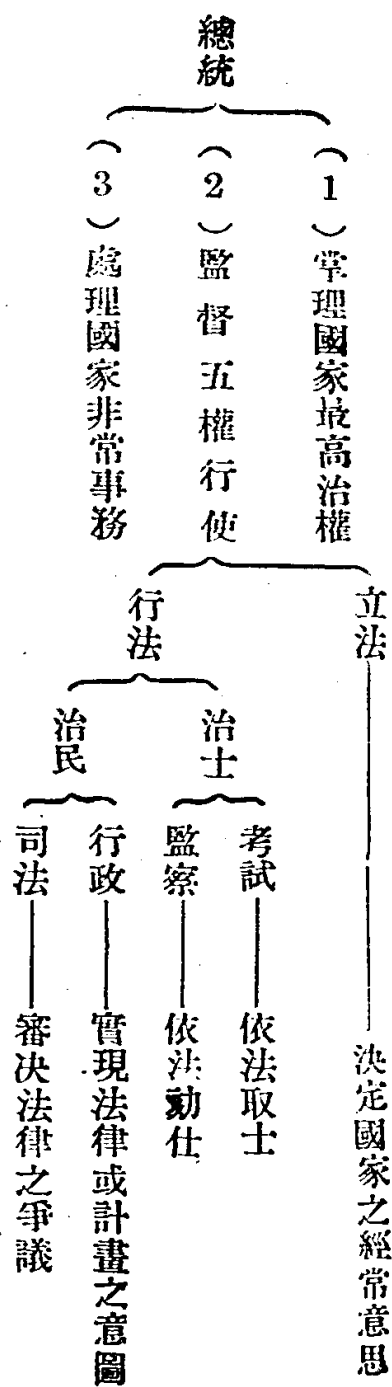 總統
(1)掌理國家最高治權
(2)監督五權行使
(3)處理國家非常事務
立法
決定國家之經常意思
行法
治士
考試
依法取士
監察
依法劾仕
治民
行政
實現法律或計畫之意圖
司法
審決法律之爭議